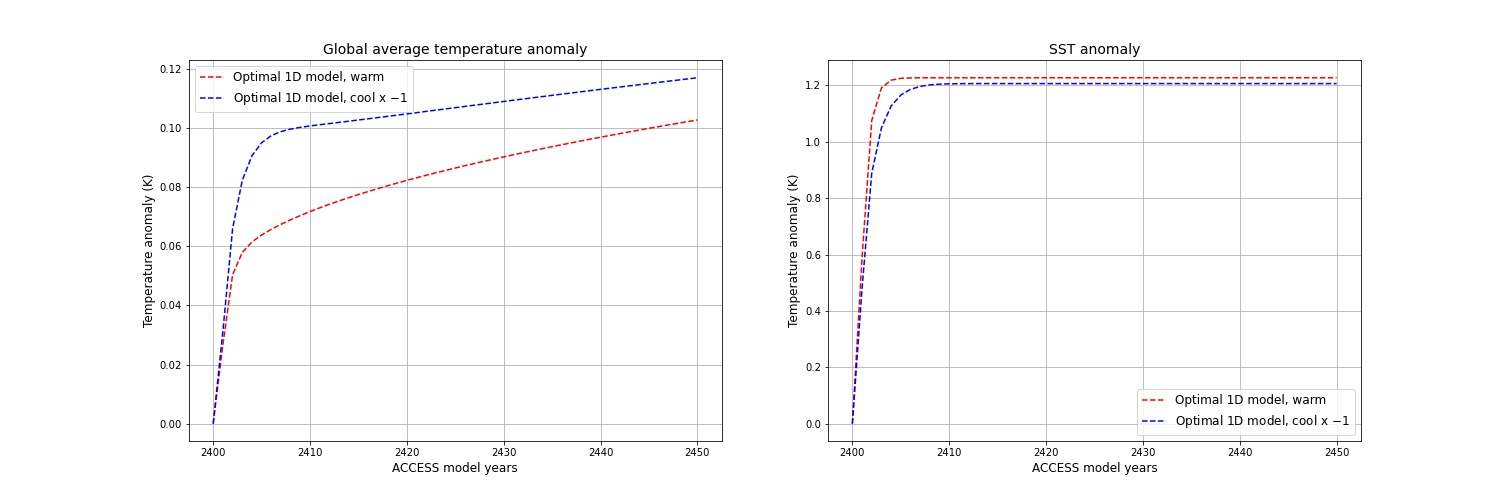 Global average temperature anomaly
Optimal 1D model, warm
Optimal 1D model, cool x −1
0.12
0.10
0.08
0.06
0.04
0.02
0.00
Temperature anomaly (K)
2400 2410 2420 2430 2440 2450
ACCESS model years
SST anomaly
1.2
1.0
0.8
0.6
0.4
0.2
0.0
Temperature anomaly (K)
Optimal 1D model, warm
Optimal 1D model, cool x −1
2400 2410 2420 2430 2440 2450
ACCESS model years